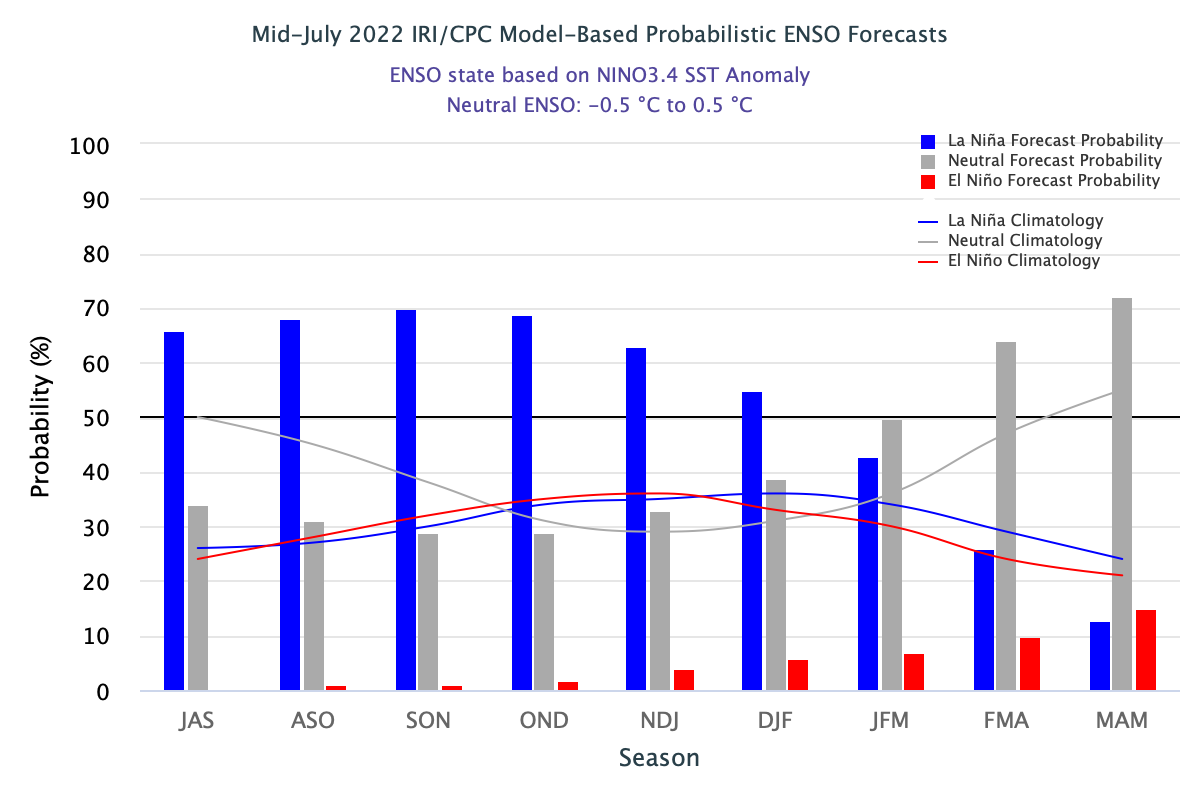 Mid-July 2022 IRI/CPC Model-Based Probabilistic ENSO Forecasts
ENSO state based on NINO3.4 SST Anomaly
Neutral ENSO: -0.5 °C to 0.5 °C
La Niña Forecast Probability
Neutral Forecast Probability
El Niño Forecast Probability
La Niña Climatology
Neutral Climatology
El Niño Climatology
Probability (%)
100
90
80
70
60
50
40
30
20
10
0
JAS ASO SON OND NDJ DJF JFM FMA MAM
Season